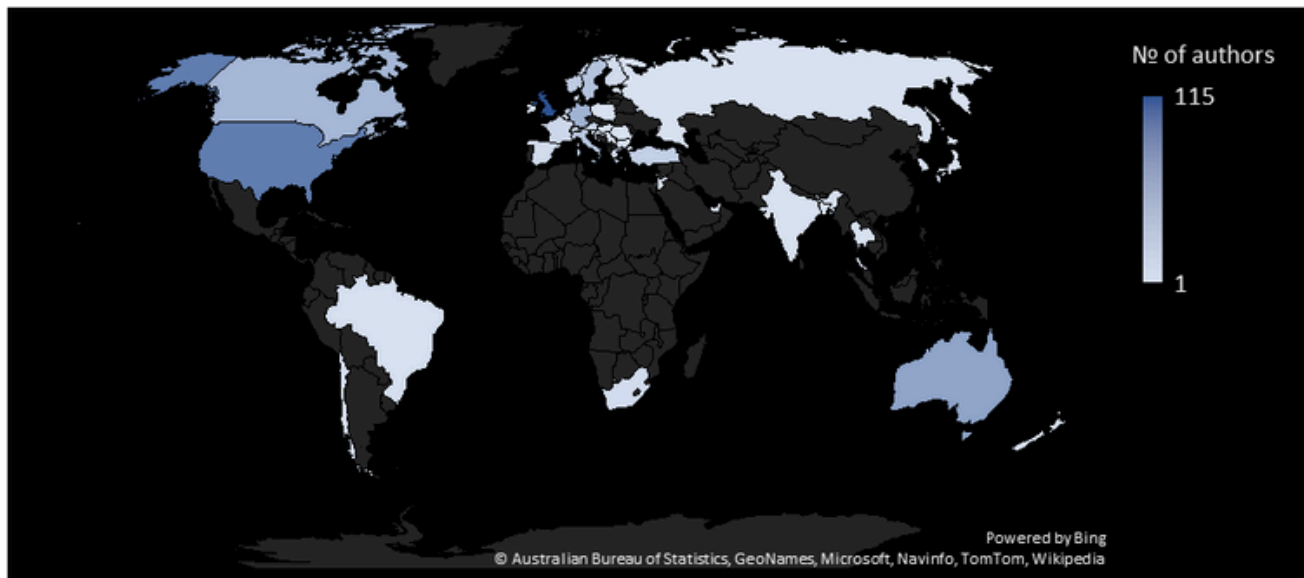 № of authors
115
1
Powered by Bing
© Australian Bureau of Statistics, GeoNames, Microsoft, Navinfo, TomTom, Wikipedia